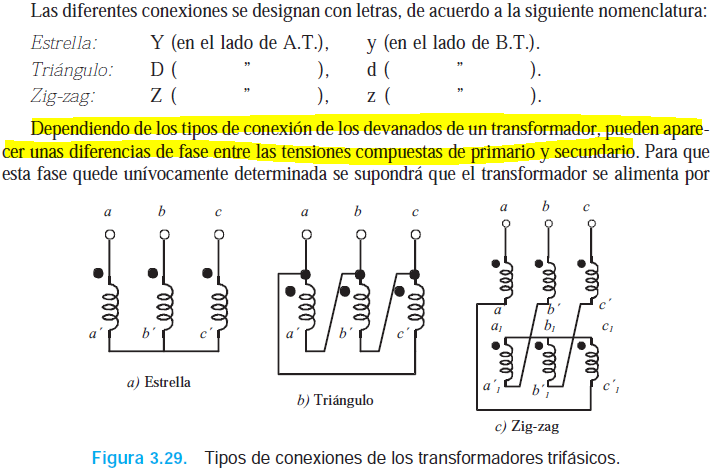 Las diferentes conexiones se designan con letras, de acuerdo a la siguiente nomenclatura:
Estrella: Y (en el lado de A.T.), y (en el lado de B.T.).
Triángulo: D ( ” ), d ( ” ).
Zig-zag: Z ( ” ), z ( ” ).
Dependiendo de los tipos de conexión de los devanados de un transformador, pueden apare-
cer unas diferencias de fase entre las tensiones compuestas de primario y secundario. Para que
esta fase quede unívocamente determinada se supondrá que el transformador se alimenta por
a b c
a´ b´ c´
a) Estrella
a b c
a´ b´ c´
b) Triángulo
a b c
a b´ c´
a1 b1 c1
a´1 b´1 c´1
c) Zig-zag
Figura 3.29. Tipos de conexiones de los transformadores trifásicos.